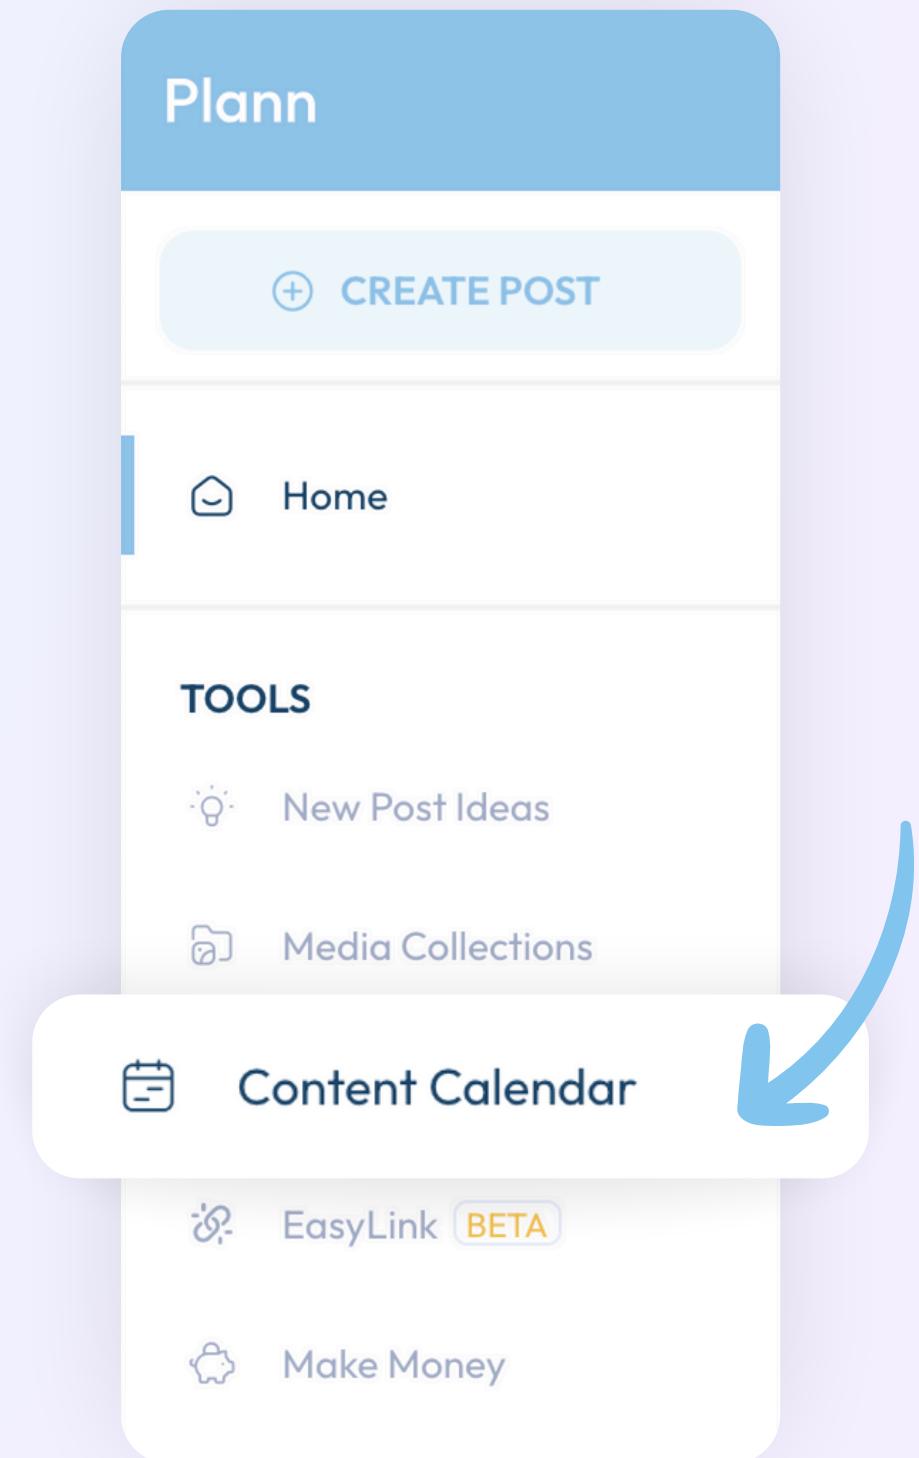 Plann
CREATE POST
Home
TOOLS
New Post Ideas
Media Collections
Content Calendar
EasyLink BETA
Make Money